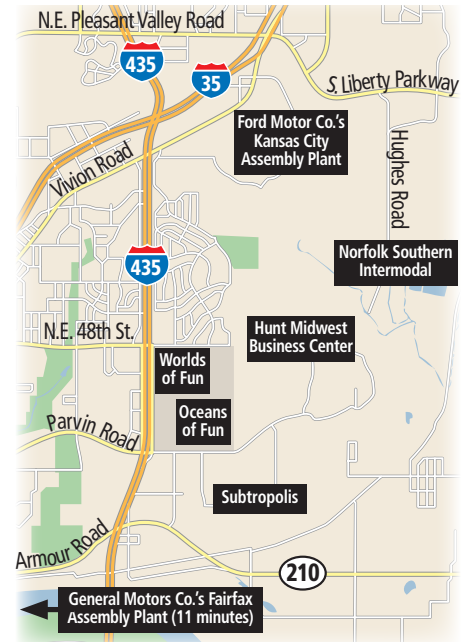 N.E. Pleasant Valley Road
435
35
S. Liberty Parkway
Ford Motor Co.'s
Kansas City
Assembly Plant
Hughes Road
Vivion Road
Norfolk Southern
Intermodal
435
Hunt Midwest
Business Center
N.E. 48th St.
Worlds
of Fun
Oceans
of Fun
Parvin Road
Subtropolis
Armour Road
210
General Motors Co.'s Fairfax
Assembly Plant (11 minutes)